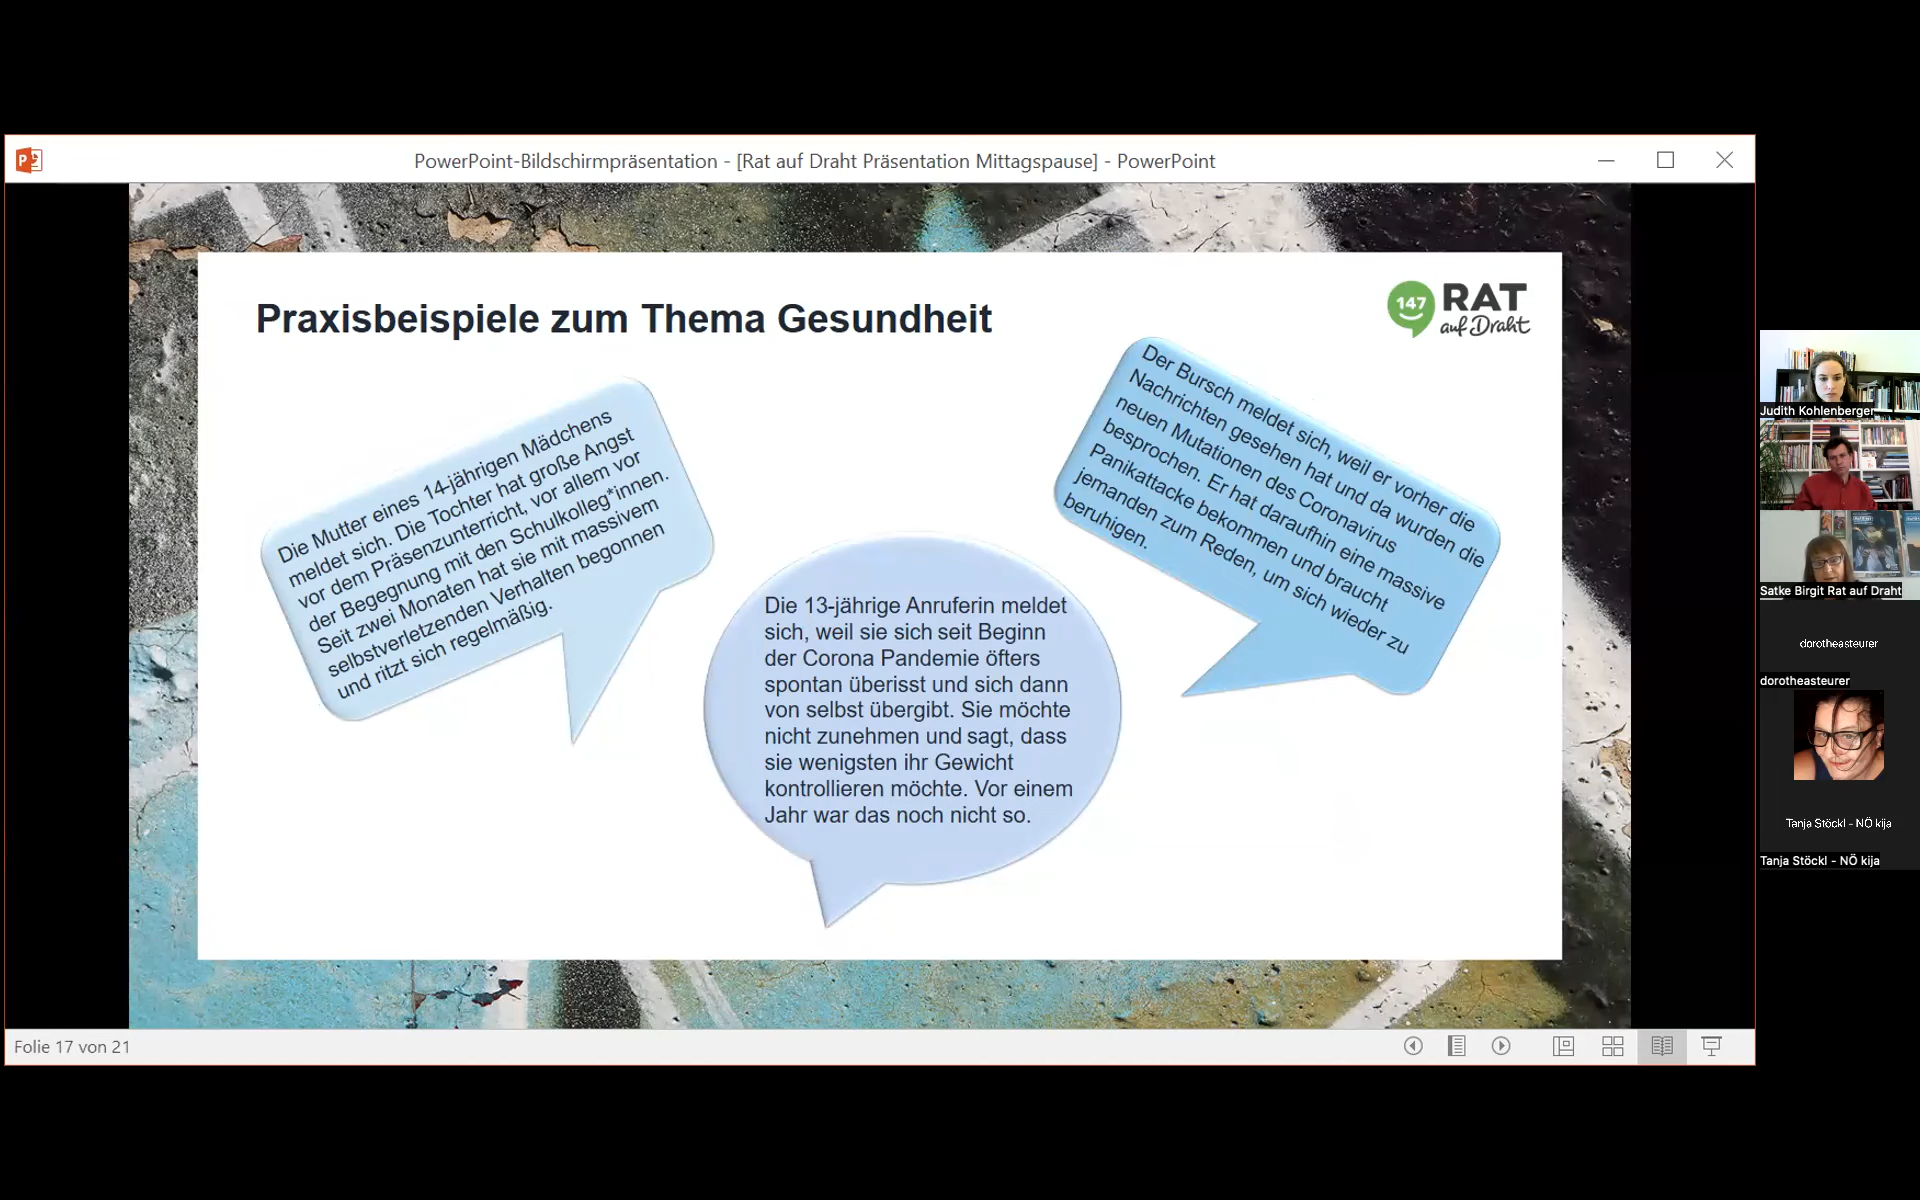 PowerPoint-Bildschirmpräsentation - [Rat auf Draht Präsentation Mittagspause] - PowerPoint
Praxisbeispiele zum Thema Gesundheit
147 RAT
auf Draht
Die Mutter eines 14-jährigen Mädchens
meldet sich. Die Tochter hat große Angst
vor dem Präsenzunterricht, vor allem vor
der Begegnung mit den Schulkolleg*innen.
Seit zwei Monaten hat sie mit massivem
selbstverletzenden Verhalten begonnen
und ritzt sich regelmäßig.
Die 13-jährige Anruferin meldet
sich, weil sie sich seit Beginn
der Corona Pandemie öfters
spontan überisst und sich dann
von selbst übergibt. Sie möchte
nicht zunehmen und sagt, dass
sie wenigsten ihr Gewicht
kontrollieren möchte. Vor einem
Jahr war das noch nicht so.
Der Bursch meldet sich, weil er vorher die
Nachrichten gesehen hat und da wurden die
neuen Mutationen des Coronavirus
besprochen. Er hat daraufhin eine massive
Panikattacke bekommen und braucht
jemanden zum Reden, um sich wieder zu
beruhigen.
Folie 17 von 21
Judith Kohlenberger
Satke Birgit Rat auf Draht
dorotheasteurer
dorotheasteurer
Tanja Stöckl - NÖ kija
Tanja Stöckl - NÖ kija